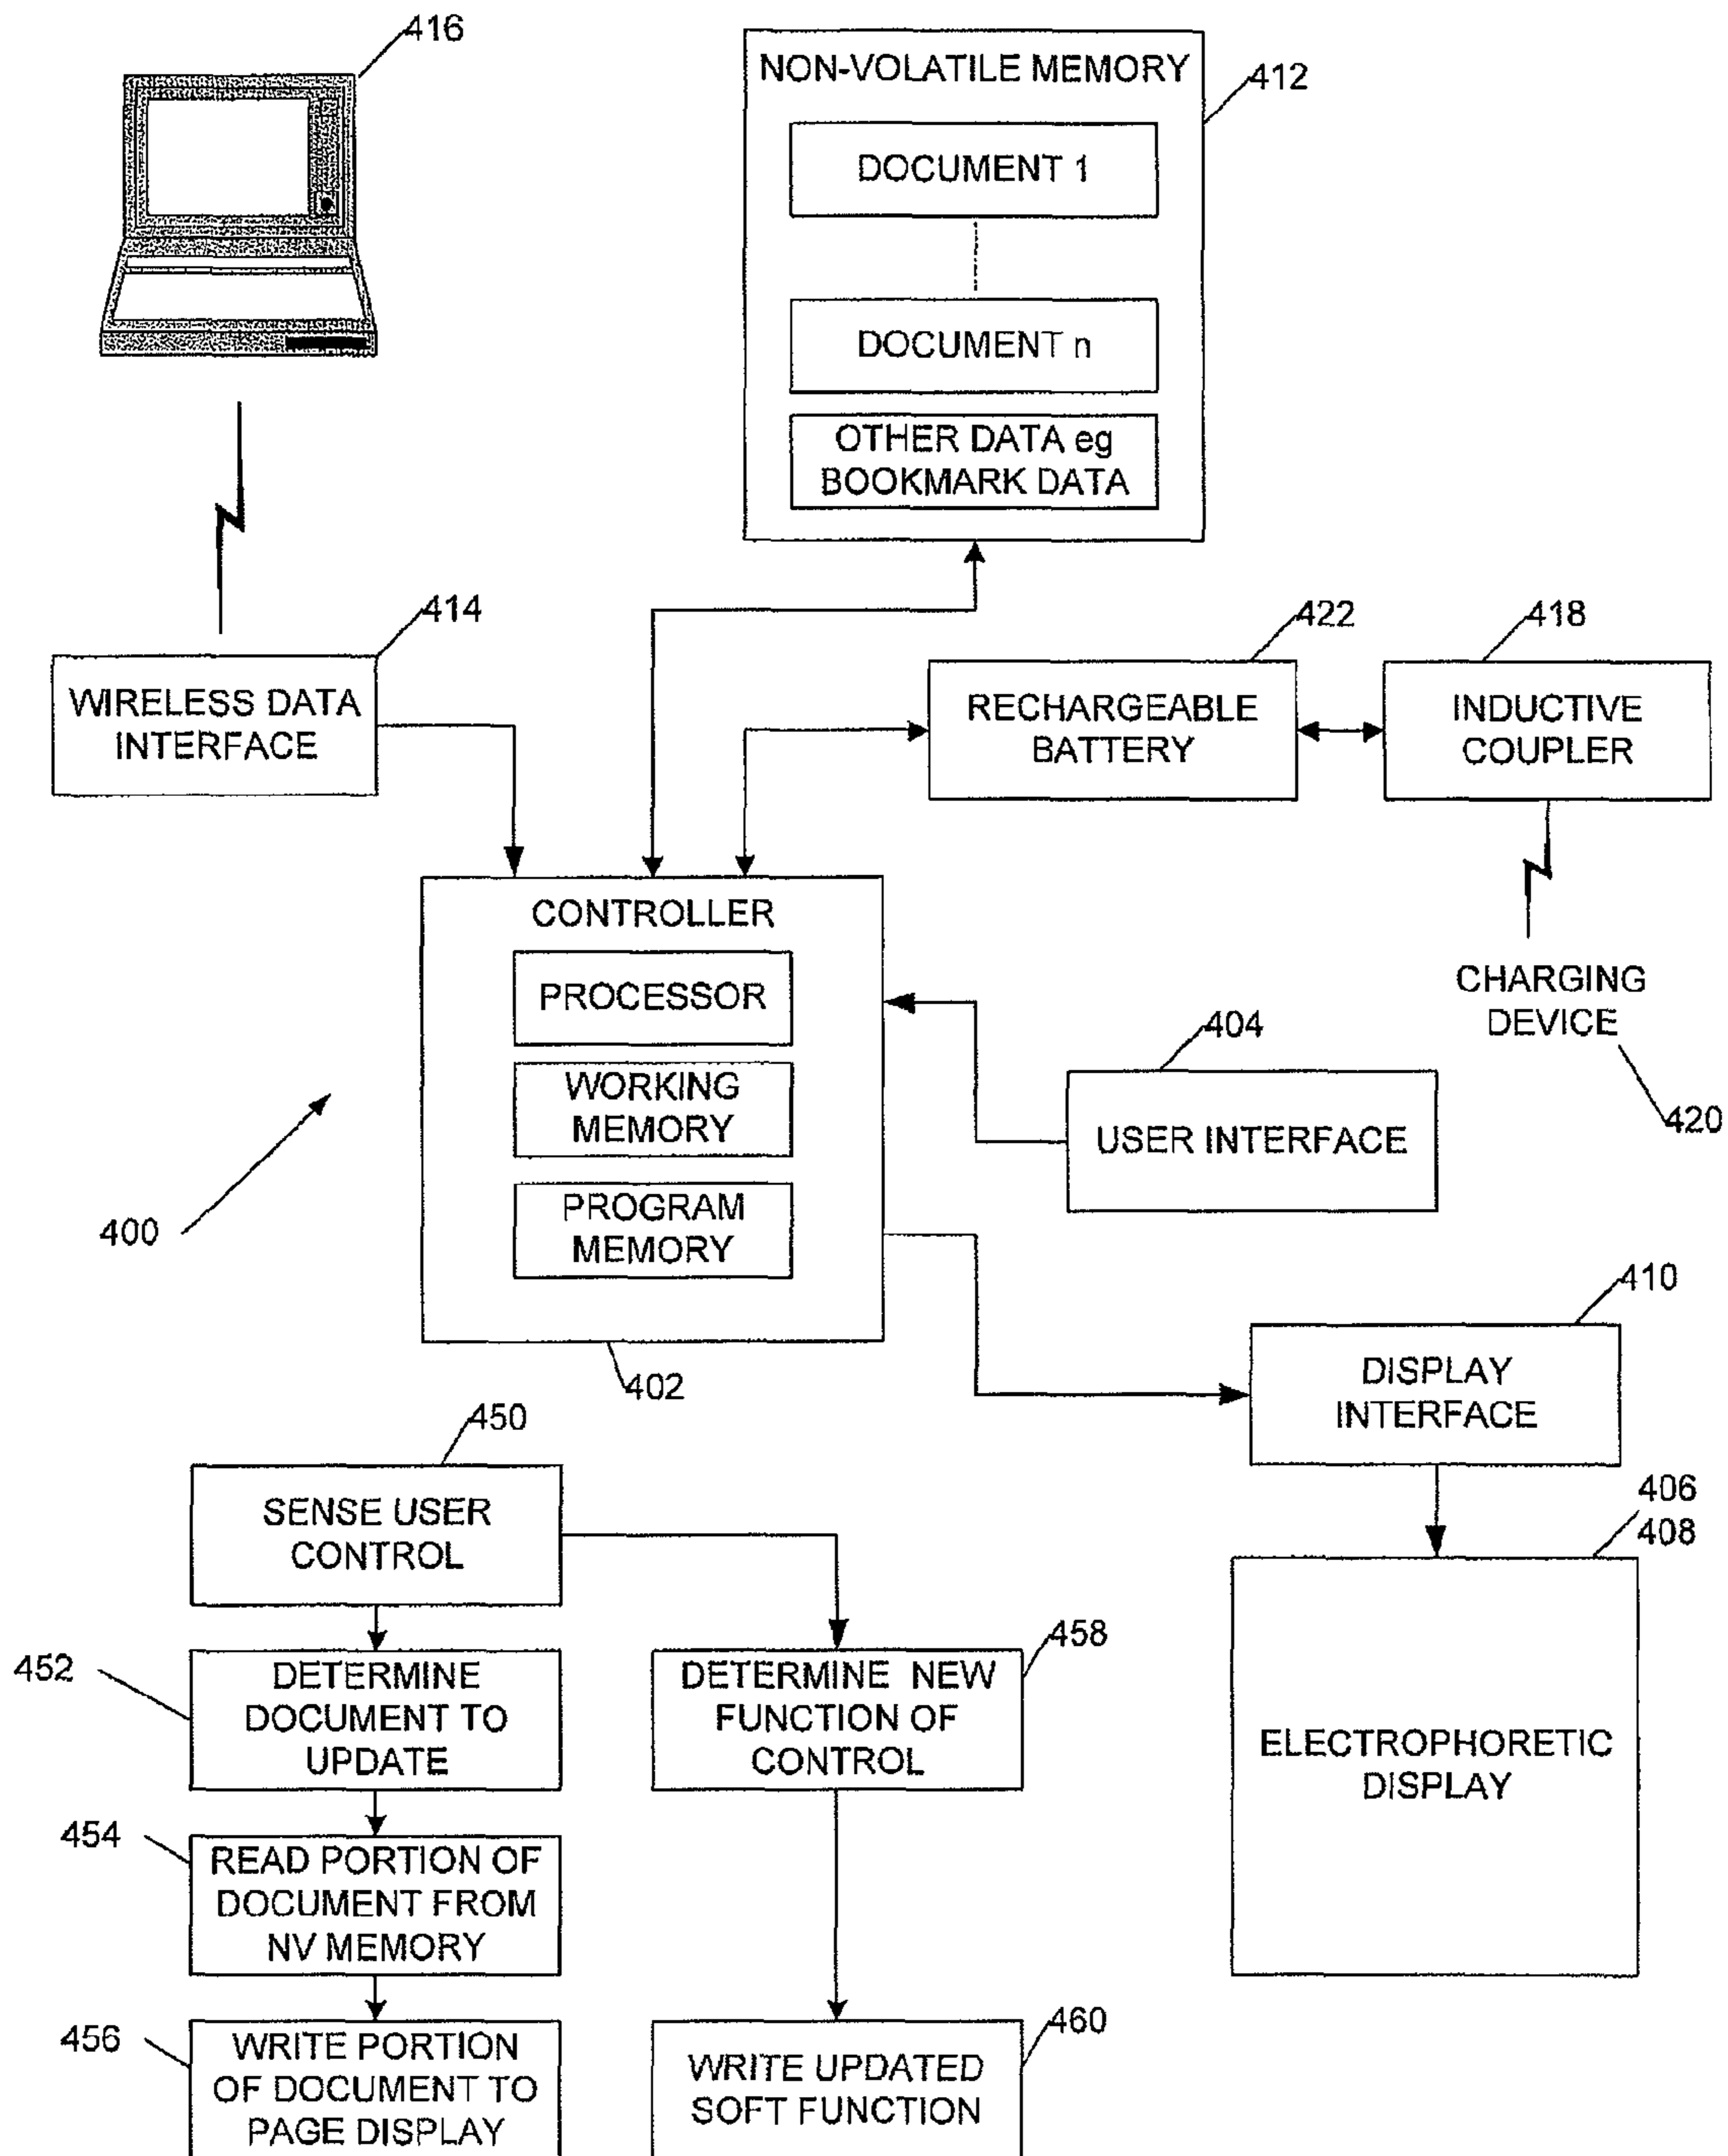 416
NON-VOLATILE MEMORY
412
DOCUMENT 1
DOCUMENT n
OTHER DATA eg
BOOKMARK DATA
414
WIRELESS DATA
INTERFACE
422
RECHARGEABLE
BATTERY
418
INDUCTIVE
COUPLER
CONTROLLER
PROCESSOR
WORKING
MEMORY
PROGRAM
MEMORY
CHARGING
DEVICE
420
404
USER INTERFACE
400
402
410
DISPLAY
INTERFACE
406
408
ELECTROPHORETIC
DISPLAY
450
SENSE USER
CONTROL
452
DETERMINE
DOCUMENT TO
UPDATE
458
DETERMINE NEW
FUNCTION OF
CONTROL
454
READ PORTION OF
DOCUMENT FROM
NV MEMORY
456
WRITE PORTION
OF DOCUMENT TO
PAGE DISPLAY
460
WRITE UPDATED
SOFT FUNCTION